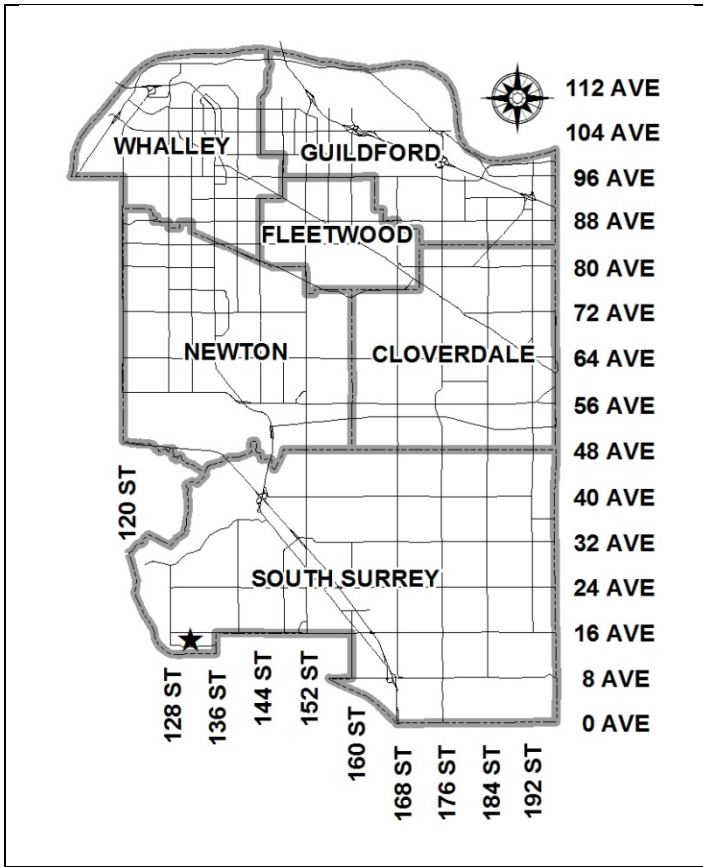 112 AVE
104 AVE
WHALLEY
GUILDFORD
96 AVE
88 AVE
FLEETWOOD
80 AVE
72 AVE
NEWTON
CLOVERDALE
64 AVE
56 AVE
48 AVE
120 ST
40 AVE
32 AVE
SOUTH SURREY
24 AVE
16 AVE
128 ST
136 ST
144 ST
152 ST
160 ST
8 AVE
0 AVE
168 ST
176 ST
184 ST
192 ST